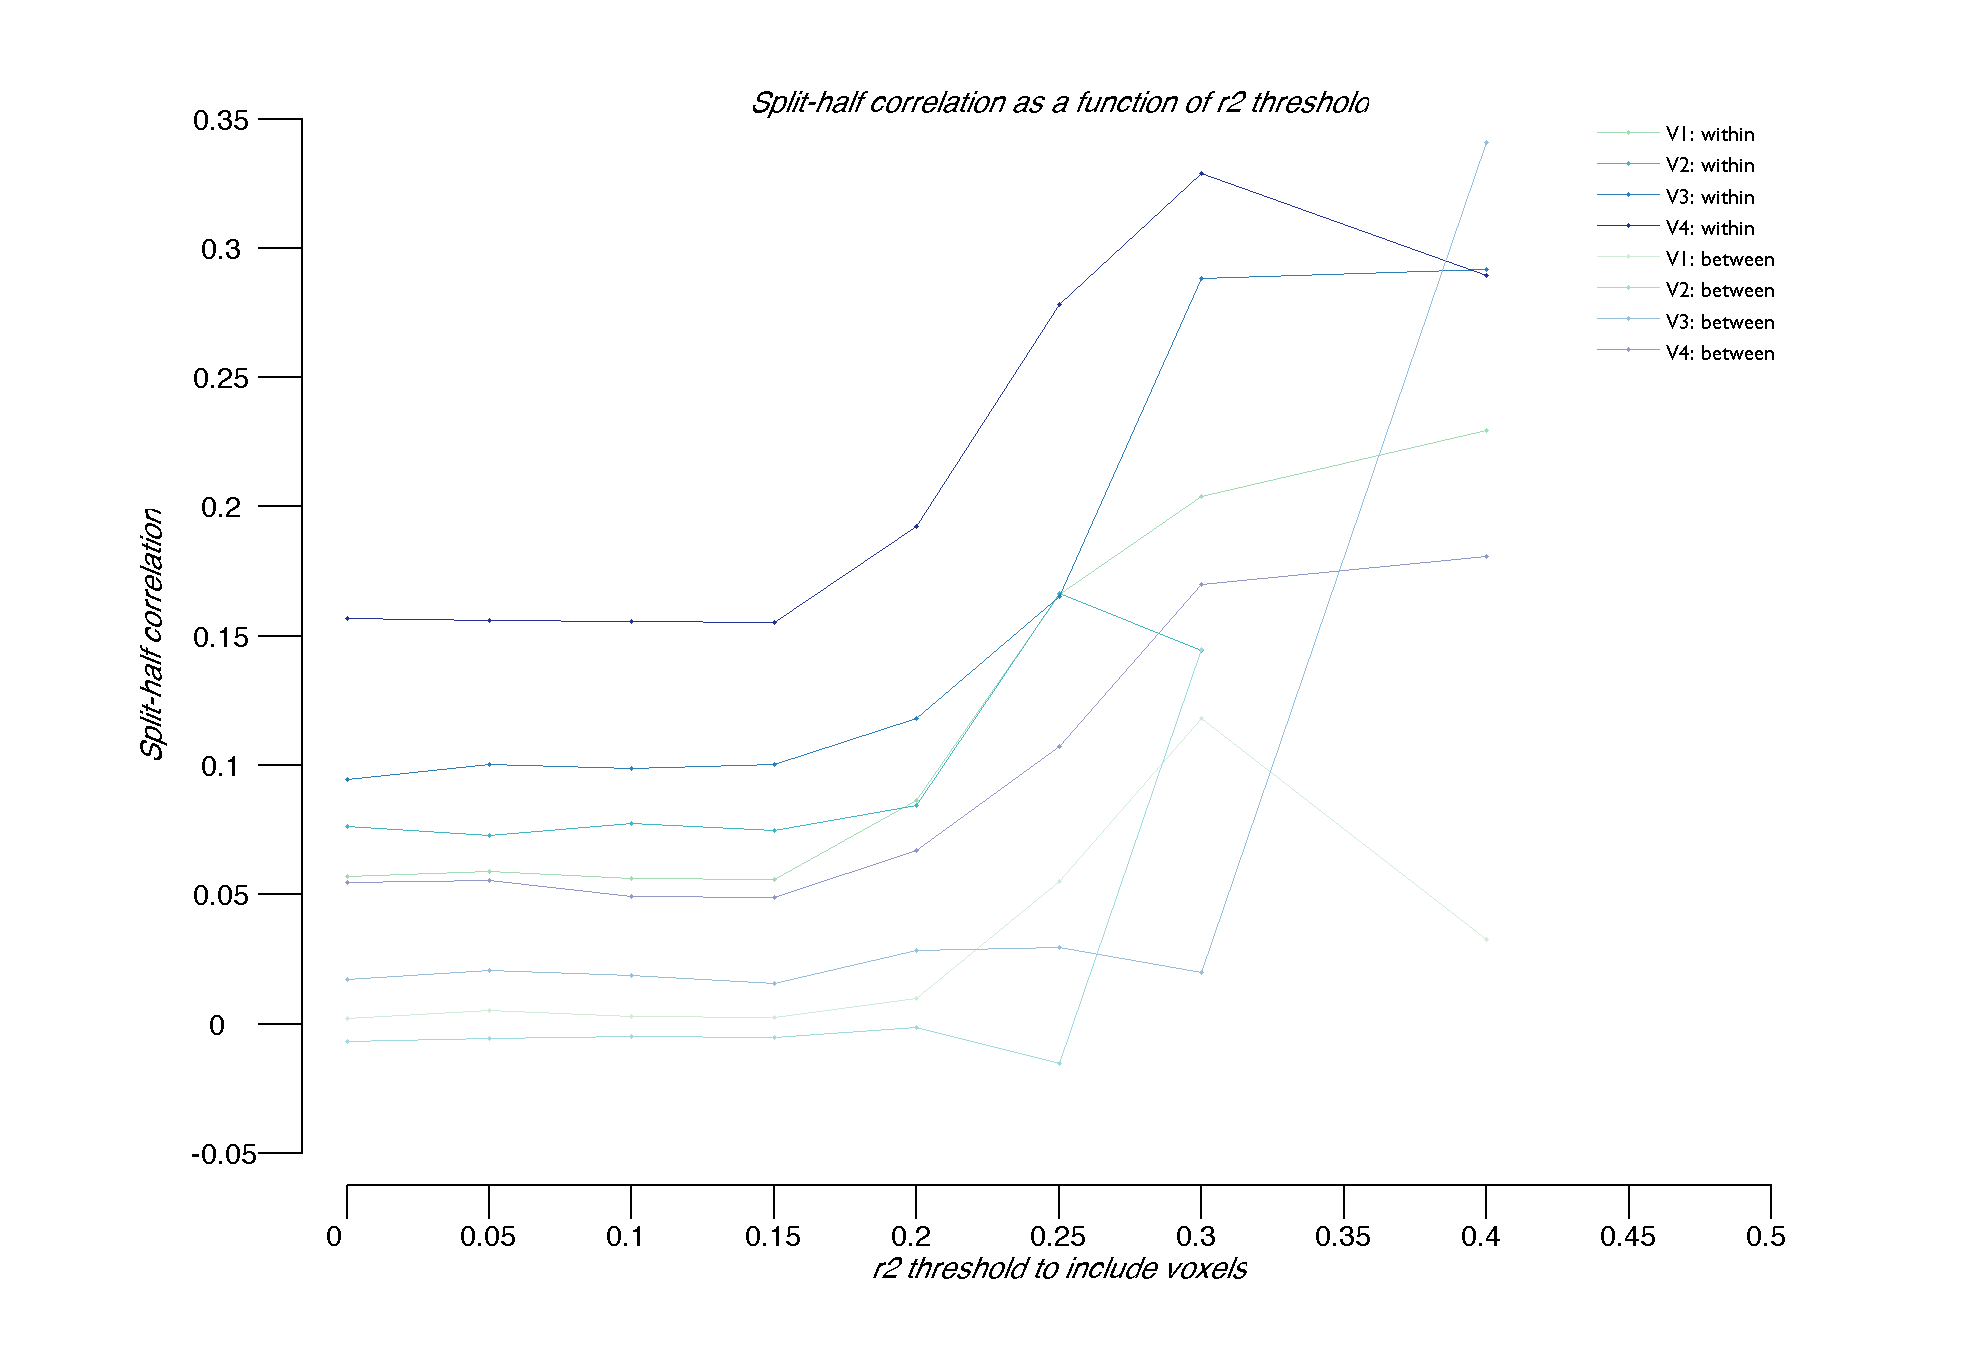 Split-half correlation as a function of r2 threshold
0.35
0.3
0.25
0.2
0.15
0.1
0.05
0
-0.05
Split-half correlation
V1: within
V2: within
V3: within
V4: within
V1: between
V2: between
V3: between
V4: between
0 0.05 0.1 0.15 0.2 0.25 0.3 0.35 0.4 0.45 0.5
r2 threshold to include voxels